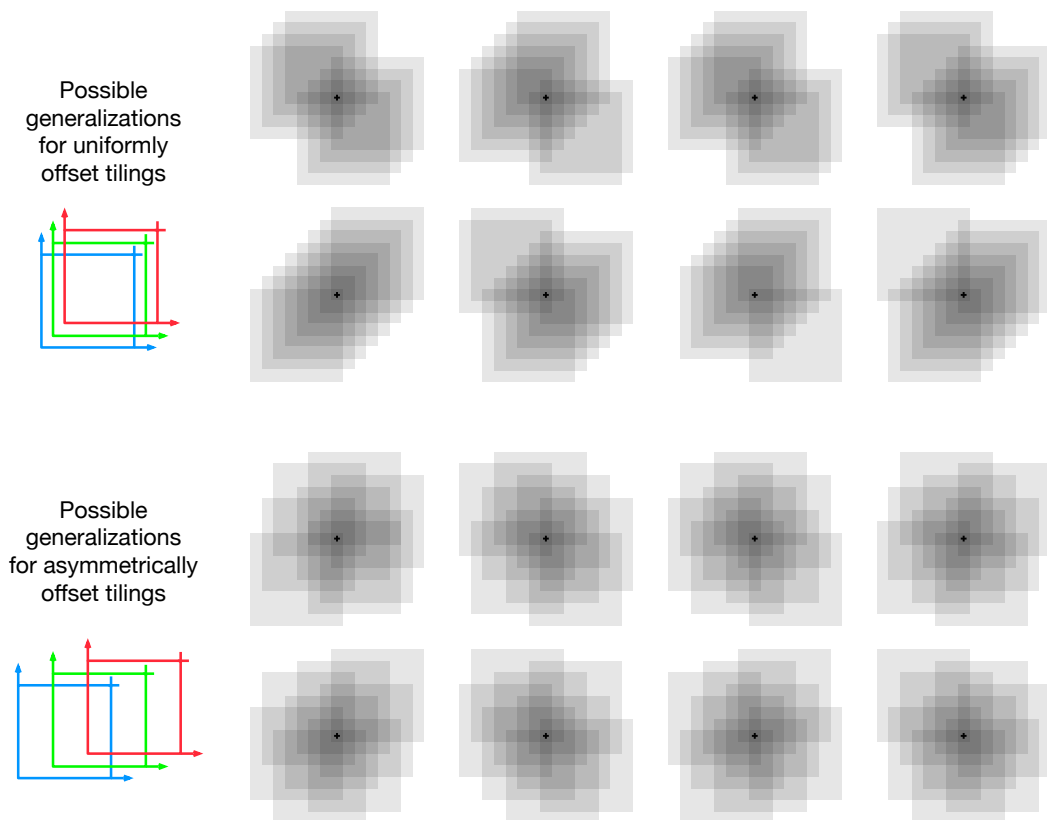 Possible
generalizations
for uniformly
offset tilings
Possible
generalizations
for asymmetrically
offset tilings